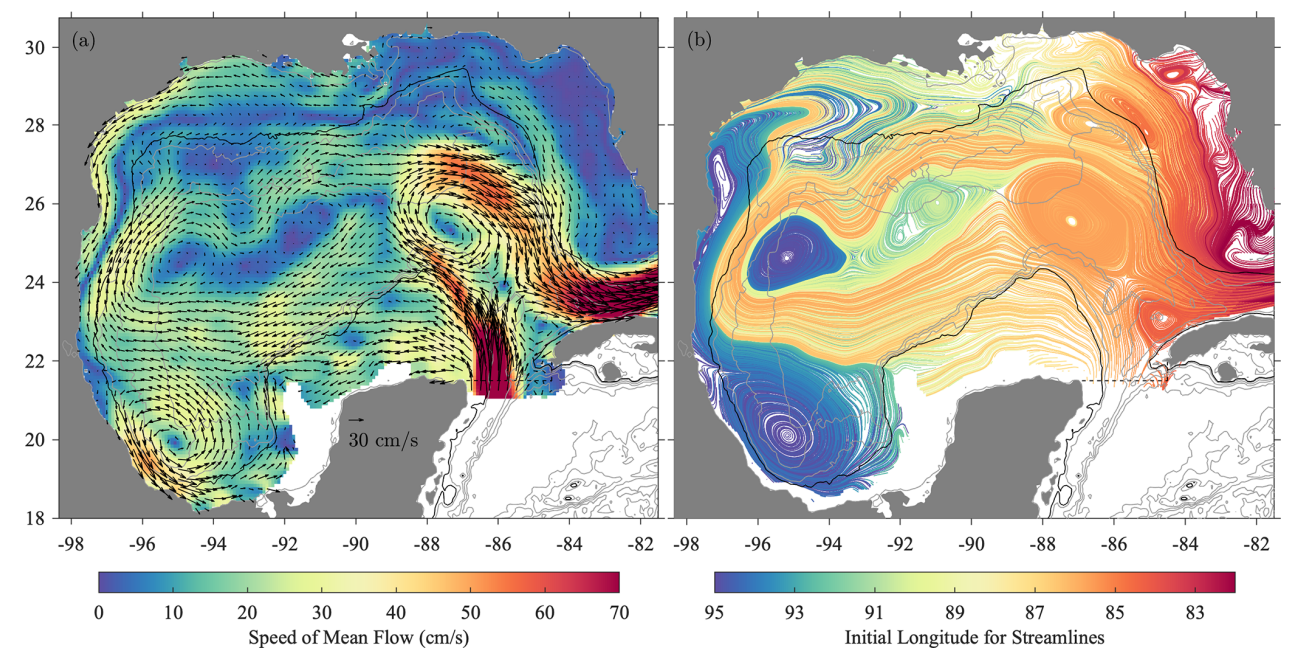 (a) (b)
30
28
26
24
22
20
18
30 cm/s
-98 -96 -94 -92 -90 -88 -86 -84 -82
-98 -96 -94 -92 -90 -88 -86 -84 -82
0 10 20 30 40 50 60 70
Speed of Mean Flow (cm/s)
95 93 91 89 87 85 83
Initial Longitude for Streamlines